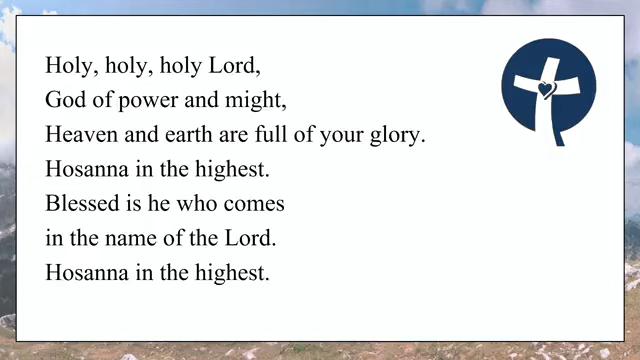 Holy, holy, holy Lord,
God of power and might,
Heaven and earth are full of your glory.
Hosanna in the highest.
Blessed is he who comes
in the name of the Lord.
Hosanna in the highest.